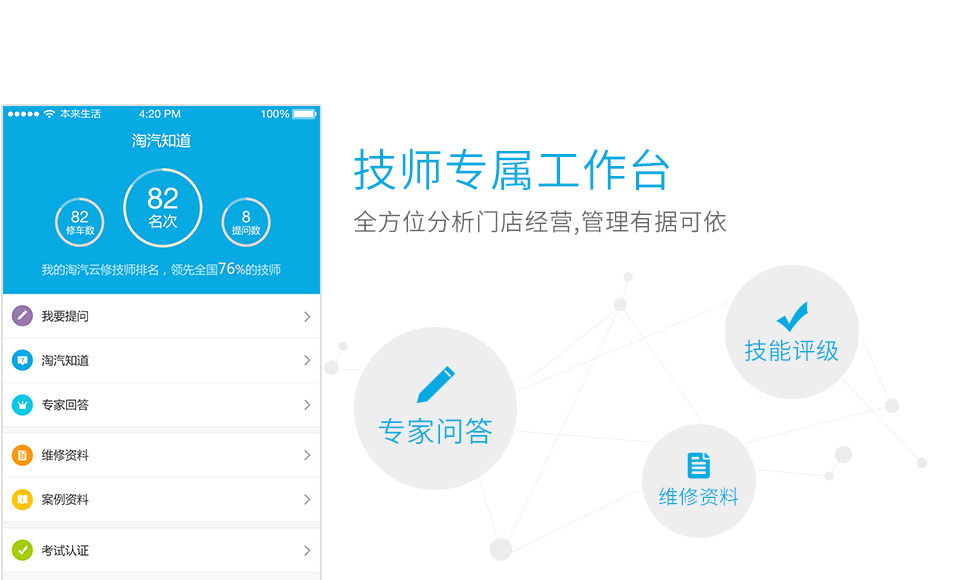 本来生活 4:20 PM 100%
淘汽知道
82
修车数
82
名次
8
提问数
我的淘汽云修技师排名，领先全国76%的技师
我要提问
淘汽知道
专家回答
维修资料
案例资料
考试认证
技师专属工作台
全方位分析门店经营,管理有据可依
专家问答
技能评级
维修资料